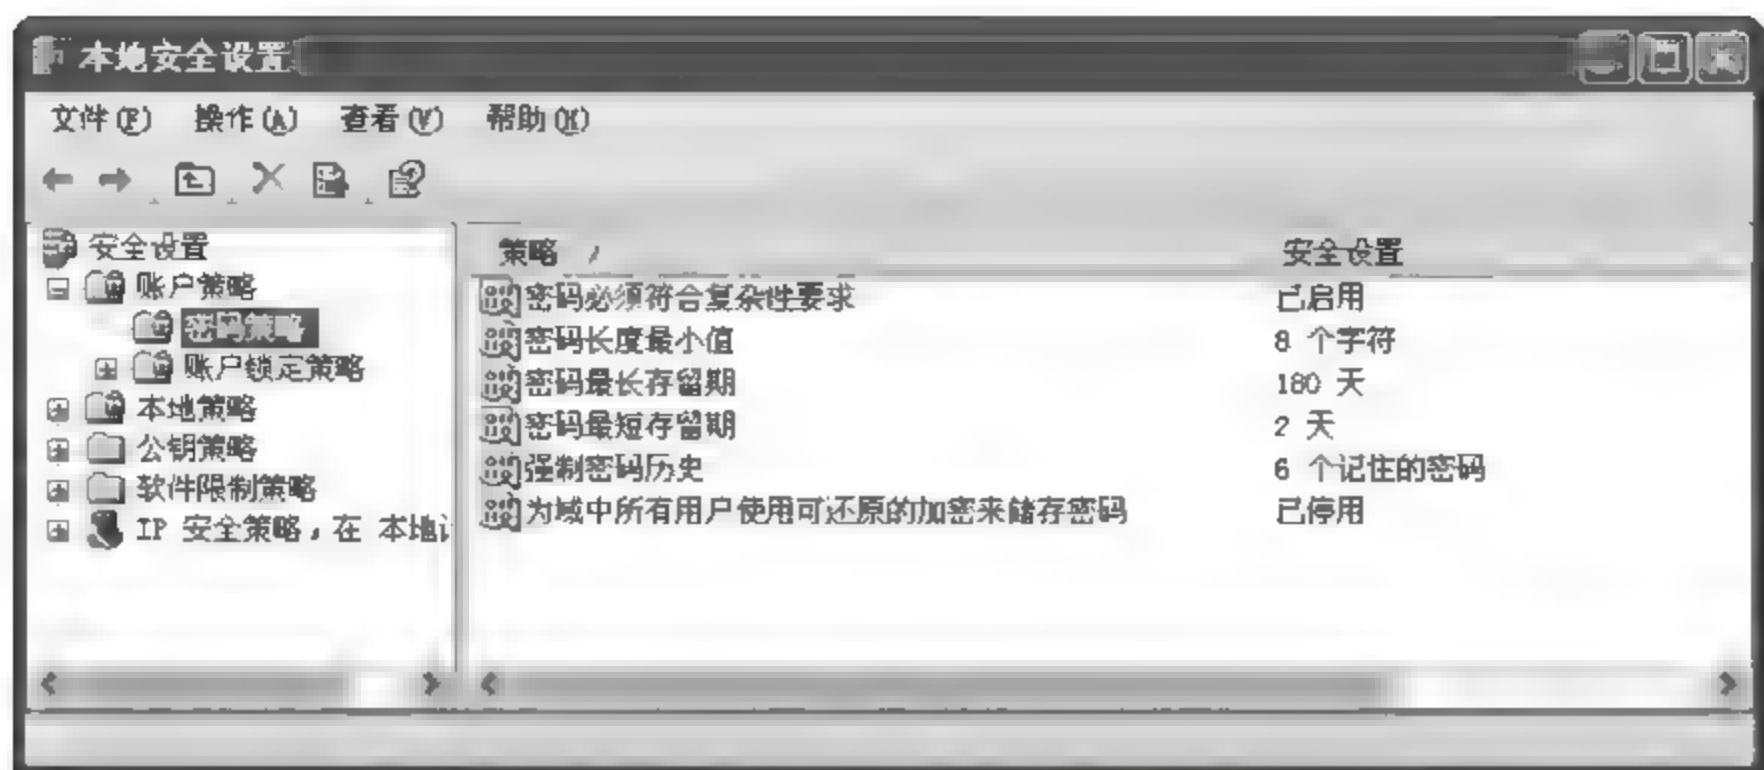 本地安全设置
文件(F) 操作(A) 查看(V) 帮助(H)
安全设置
账户策略
密码策略
账户锁定策略
本地策略
公钥策略
软件限制策略
IP 安全策略，在 本地
策略 安全设置
密码必须符合复杂性要求 已启用
密码长度最小值 8 个字符
密码最长存留期 180 天
密码最短存留期 2 天
强制密码历史 6 个记住的密码
为域中所有用户使用可还原的加密来储存密码 已停用